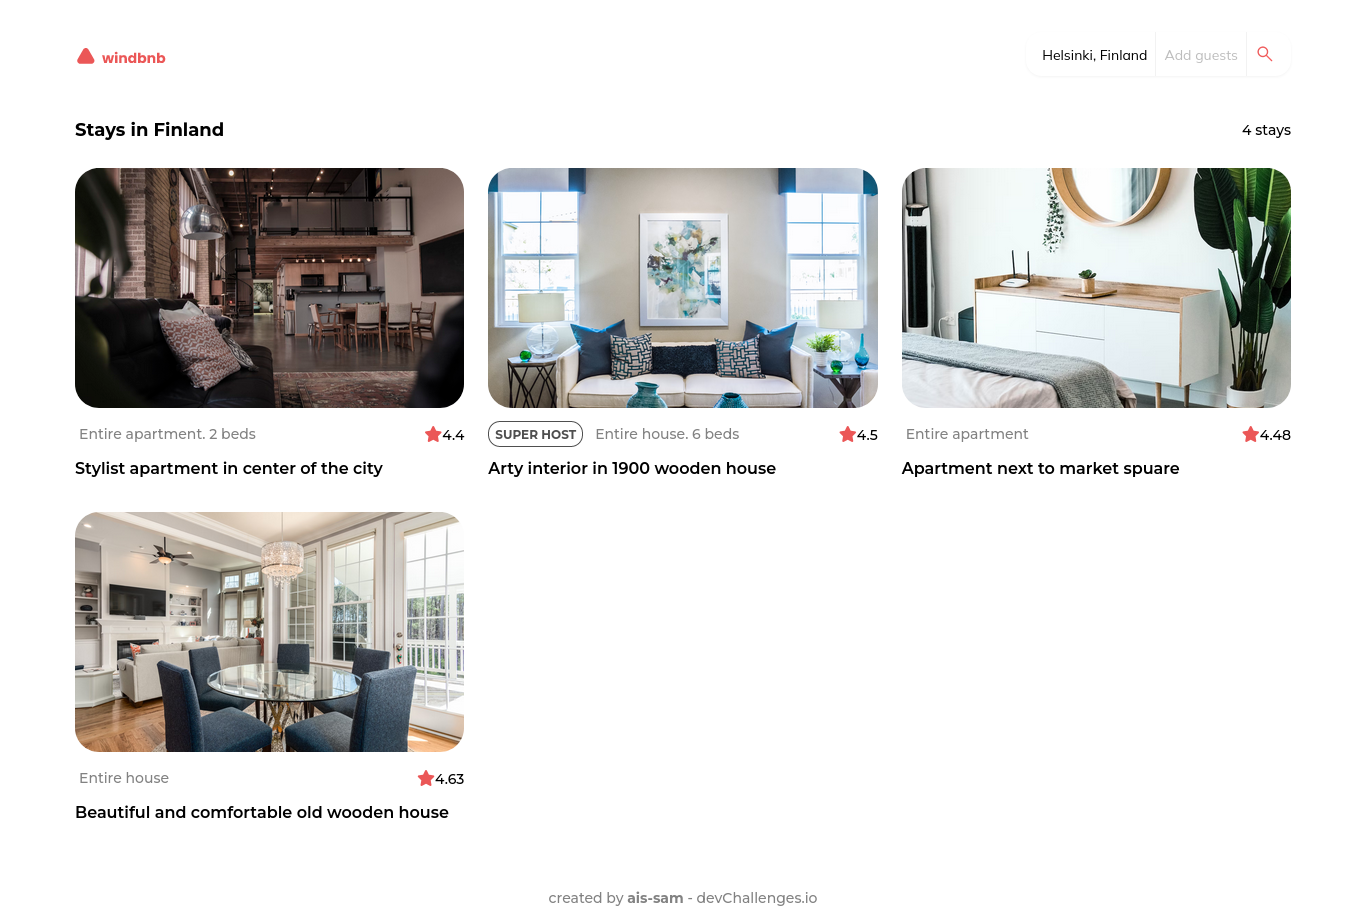 windbnb
Helsinki, Finland
Add guests
Stays in Finland
4 stays
Entire apartment. 2 beds
4.4
Stylist apartment in center of the city
SUPER HOST
Entire house. 6 beds
4.5
Arty interior in 1900 wooden house
Entire apartment
4.48
Apartment next to market spuare
Entire house
4.63
Beautiful and comfortable old wooden house
created by ais-sam - devChallenges.io